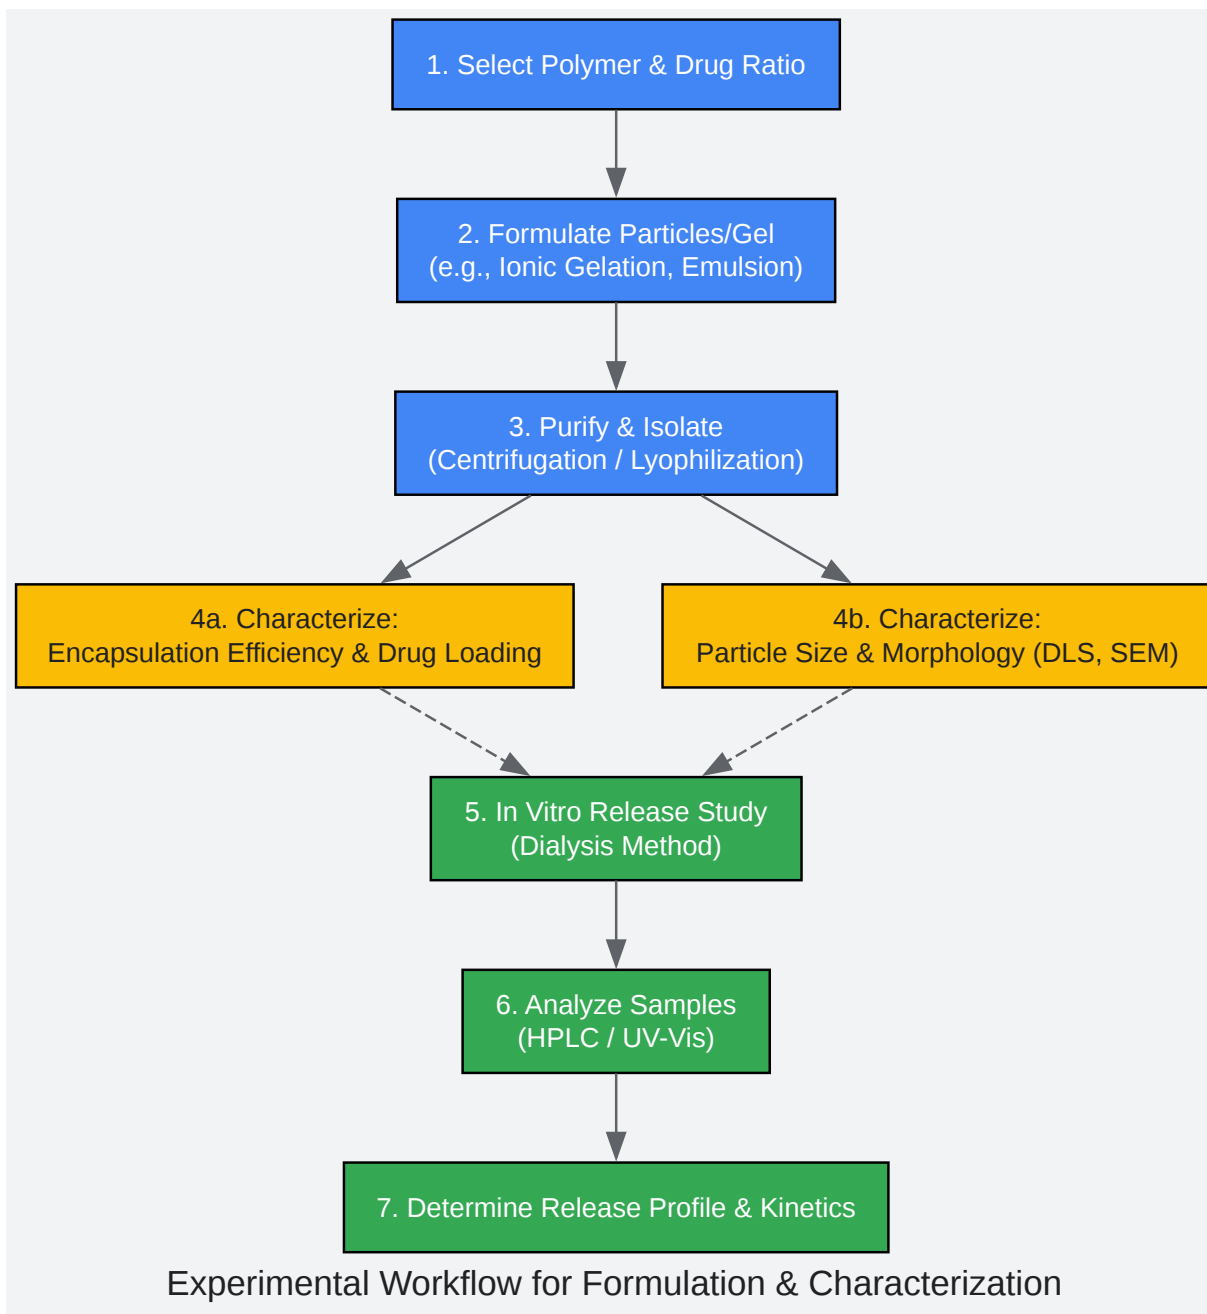 1. Select Polymer & Drug Ratio
2. Formulate Particles/Gel
(e.g., Ionic Gelation, Emulsion)
3. Purify & Isolate
(Centrifugation / Lyophilization)
4a. Characterize:
Encapsulation Efficiency & Drug Loading
4b. Characterize:
Particle Size & Morphology (DLS, SEM)
5. In Vitro Release Study
(Dialysis Method)
6. Analyze Samples
(HPLC / UV-Vis)
7. Determine Release Profile & Kinetics
Experimental Workflow for Formulation & Characterization